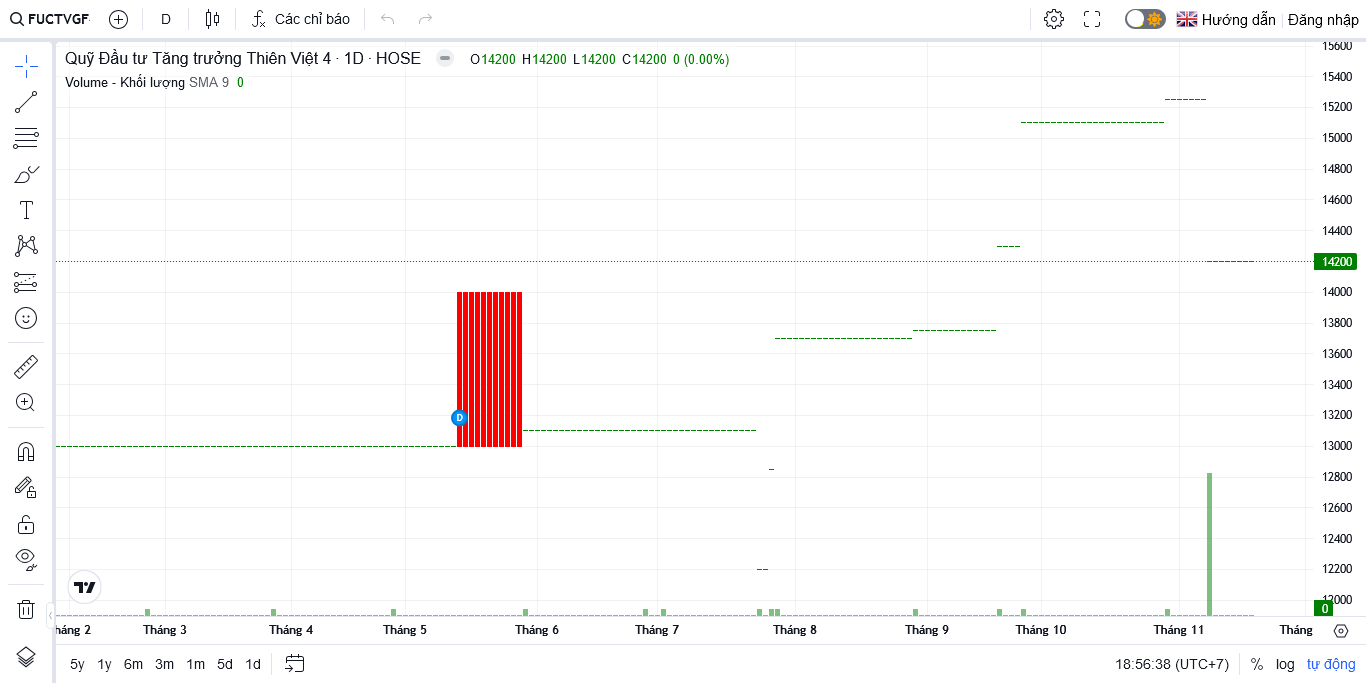 FUCTVGF
D
Các chỉ báo
Hướng dẫn
Đăng nhập
Quỹ Đầu tư Tăng trưởng Thiên Việt 4 · 1D · HOSE
O14200 H14200 L14200 C14200 0 (0.00%)
Volume - Khối lượng SMA 9 0
15600
15400
15200
15000
14800
14600
14400
14200
14000
13800
13600
13400
13200
D
13000
12800
12600
12400
12200
12000
0
háng 2 Tháng 3 Tháng 4 Tháng 5 Tháng 6 Tháng 7 Tháng 8 Tháng 9 Tháng 10 Tháng 11 Tháng
5y 1y 6m 3m 1m 5d 1d
18:56:38 (UTC+7) % log tự động